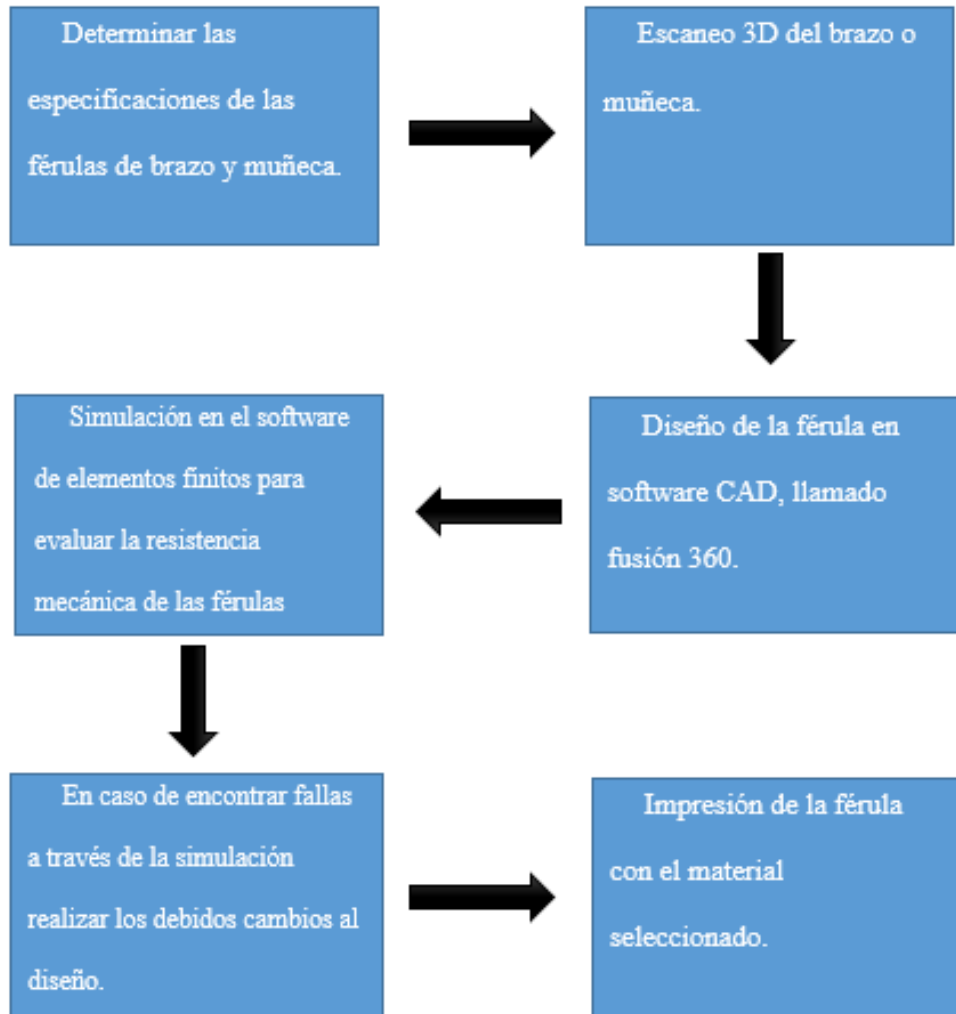 Determinar las
especificaciones de las
férulas de brazo y muñeca.
Escaneo 3D del brazo o
muñeca.
Diseño de la férula en
software CAD, llamado
fusión 360.
Simulación en el software
de elementos finitos para
evaluar la resistencia
mecánica de las férulas
En caso de encontrar fallas
a través de la simulación
realizar los debidos cambios al
diseño.
Impresión de la férula
con el material
seleccionado.